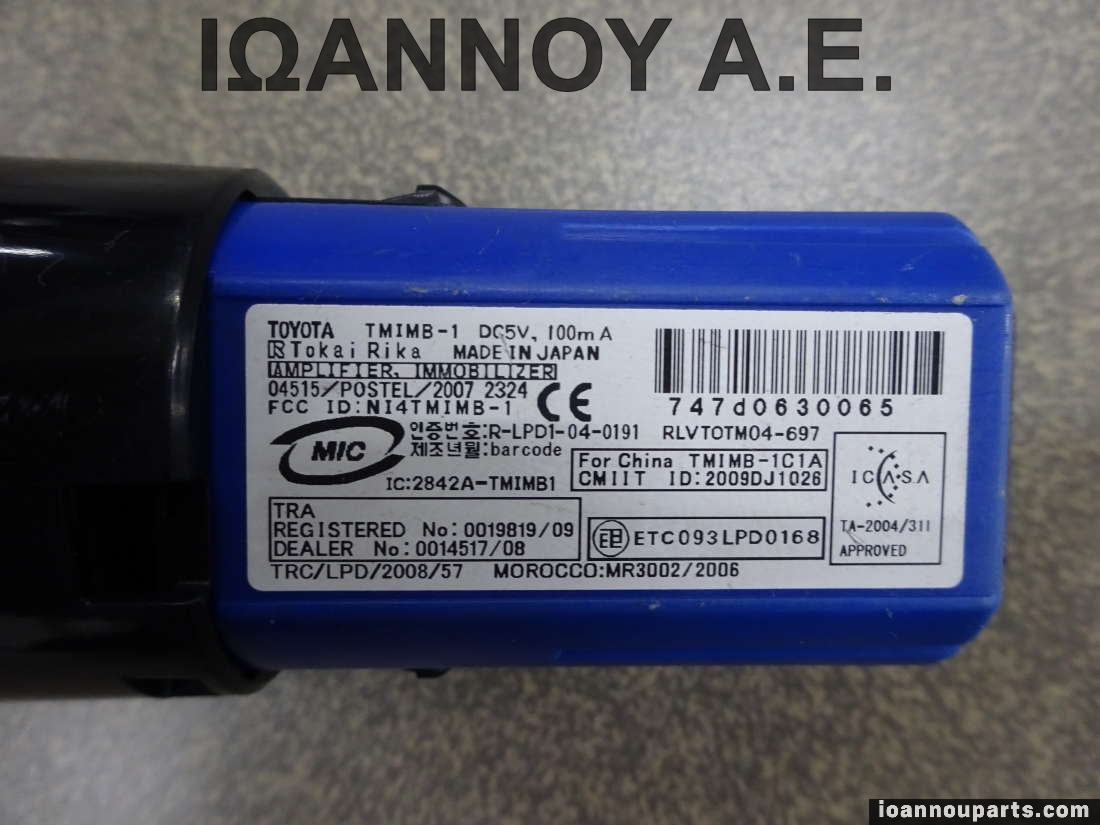 ΙΩΑΝΝΟΥ Α.Ε.
TOYOTA TMIMB-1 DC5V, 100mA
Tokai Rika MADE IN JAPAN
AMPLIFIER, IMMOBILIZER
04515/POSTEL/2007 2324
FCC ID:NI4TMIMB-1 CE
747d0630065
MIC 인증번호:R-LPD1-04-0191 RLVTOTM04-697
제조년월:barcode
IC:2842A-TMIMB1
For China TMIMB-1C1A
CMIIT ID:2009DJ1026
ICASA
TA-2004/311
APPROVED
TRA
REGISTERED No:0019819/09
DEALER No:0014517/08
ETC093LPD0168
TRC/LPD/2008/57 MOROCCO:MR3002/2006
ioannouparts.com